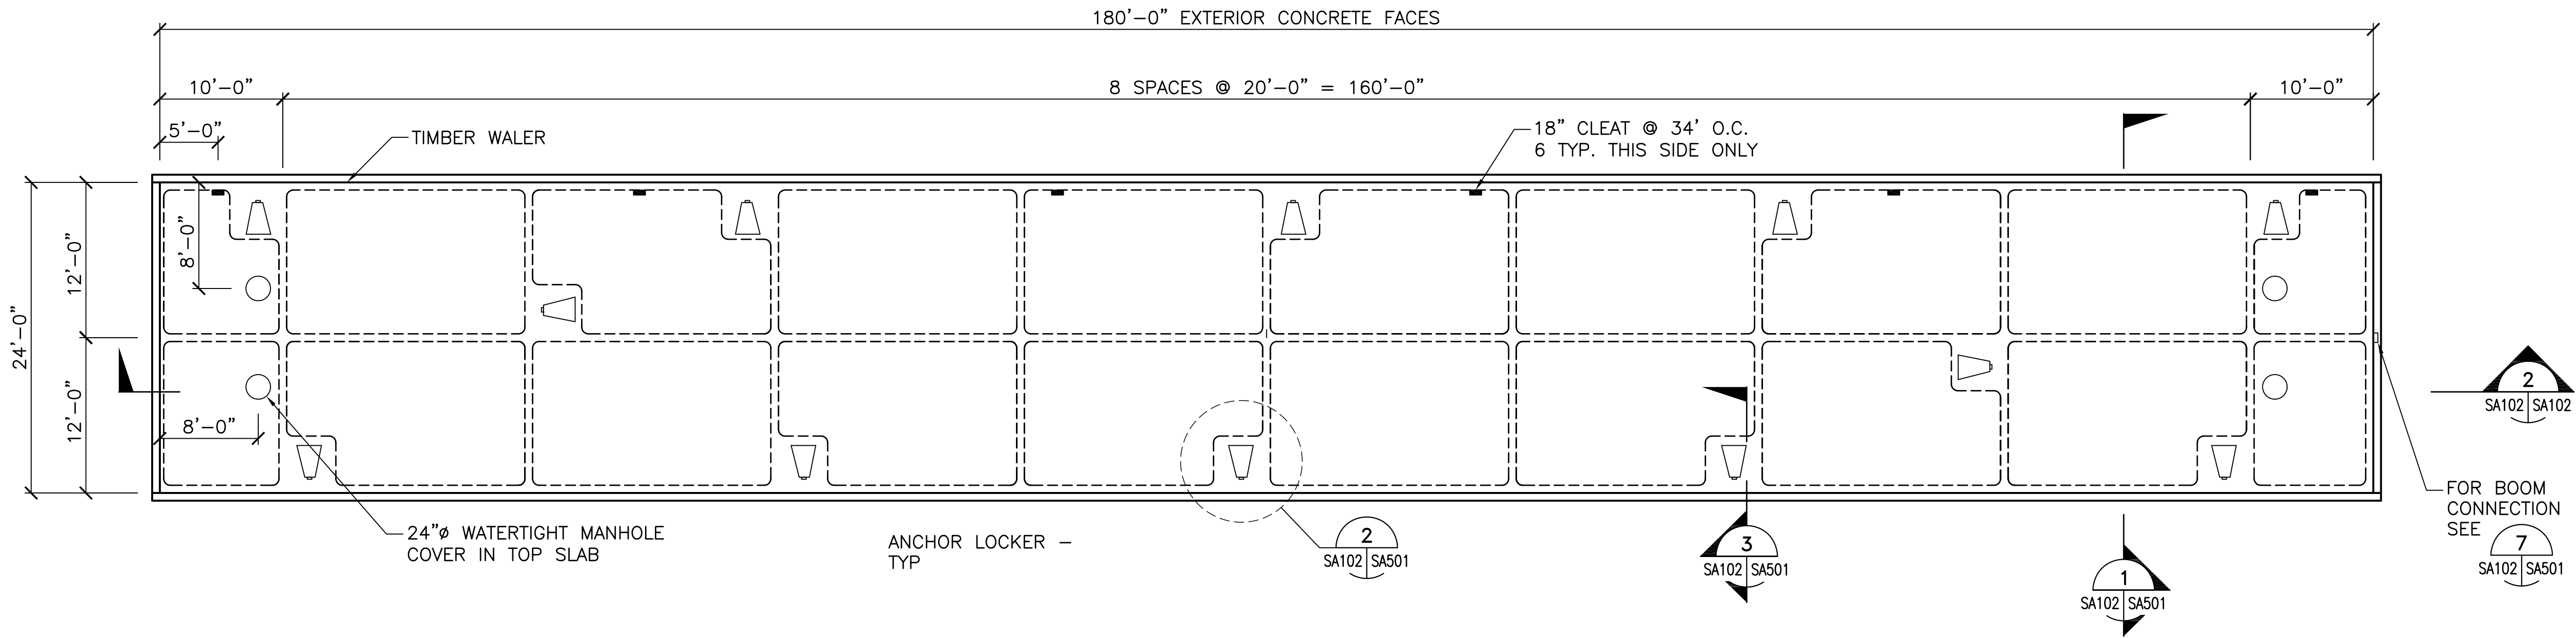 180'-0" EXTERIOR CONCRETE FACES
10'-0"
8 SPACES @ 20'-0" = 160'-0"
10'-0"
5'-0"
TIMBER WALER
18" CLEAT @ 34' O.C.
6 TYP. THIS SIDE ONLY
24'-0"
12'-0"
12'-0"
8'-0"
8'-0"
24"ø WATERTIGHT MANHOLE
COVER IN TOP SLAB
ANCHOR LOCKER -
TYP
2
SA102 SA501
3
SA102 SA501
1
SA102 SA501
2
SA102 SA102
FOR BOOM
CONNECTION
SEE
7
SA102 SA501